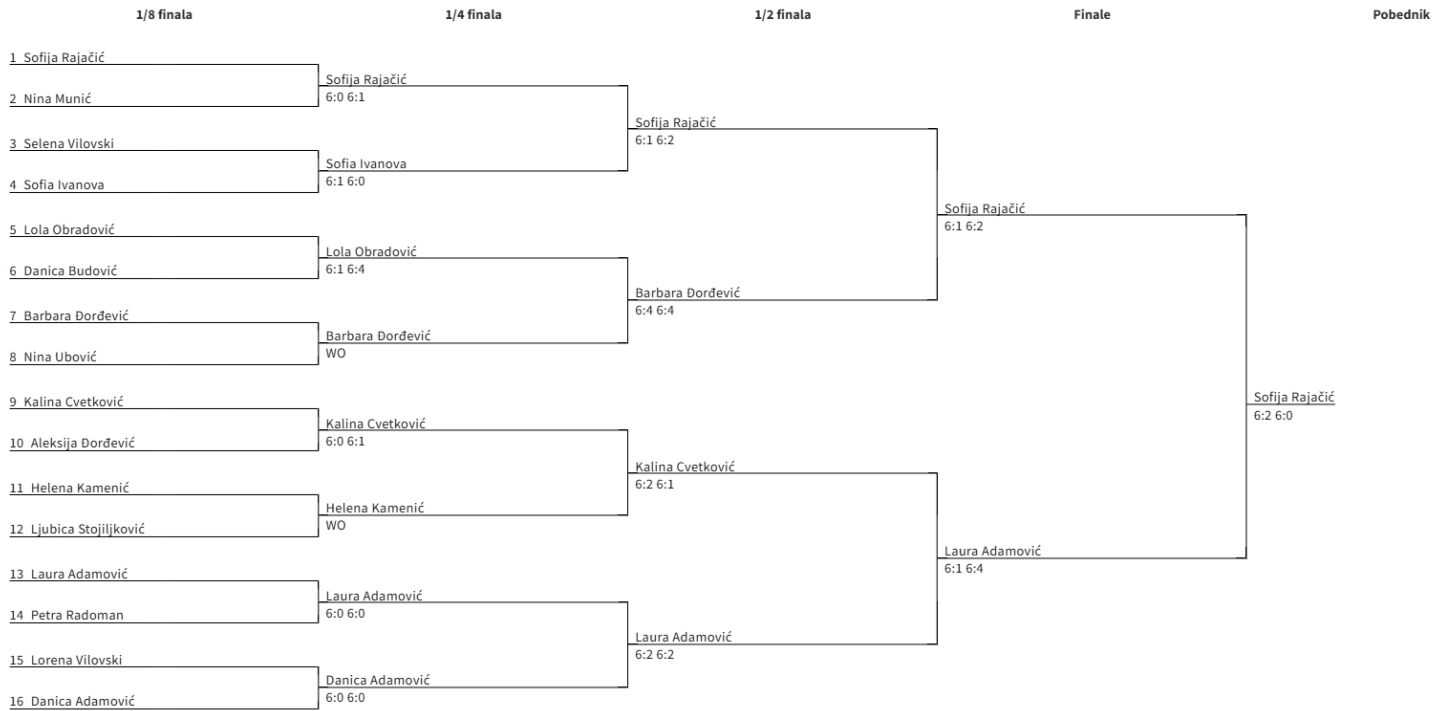 1/8 finala
1/4 finala
1/2 finala
Finale
Pobednik
1 Sofija Rajačić
2 Nina Munić
3 Selena Vilovski
4 Sofia Ivanova
5 Lola Obradović
6 Danica Budović
7 Barbara Đorđević
8 Nina Ubović
9 Kalina Cvetković
10 Aleksija Đorđević
11 Helena Kamenić
12 Ljubica Stojiljković
13 Laura Adamović
14 Petra Radoman
15 Lorena Vilovski
16 Danica Adamović
Sofija Rajačić
6:0 6:1
Sofia Ivanova
6:1 6:0
Lola Obradović
6:1 6:4
Barbara Đorđević
WO
Kalina Cvetković
6:0 6:1
Helena Kamenić
WO
Laura Adamović
6:0 6:0
Danica Adamović
6:0 6:0
Sofija Rajačić
6:1 6:2
Barbara Đorđević
6:4 6:4
Kalina Cvetković
6:2 6:1
Laura Adamović
6:2 6:2
Sofija Rajačić
6:1 6:2
Laura Adamović
6:1 6:4
Sofija Rajačić
6:2 6:0